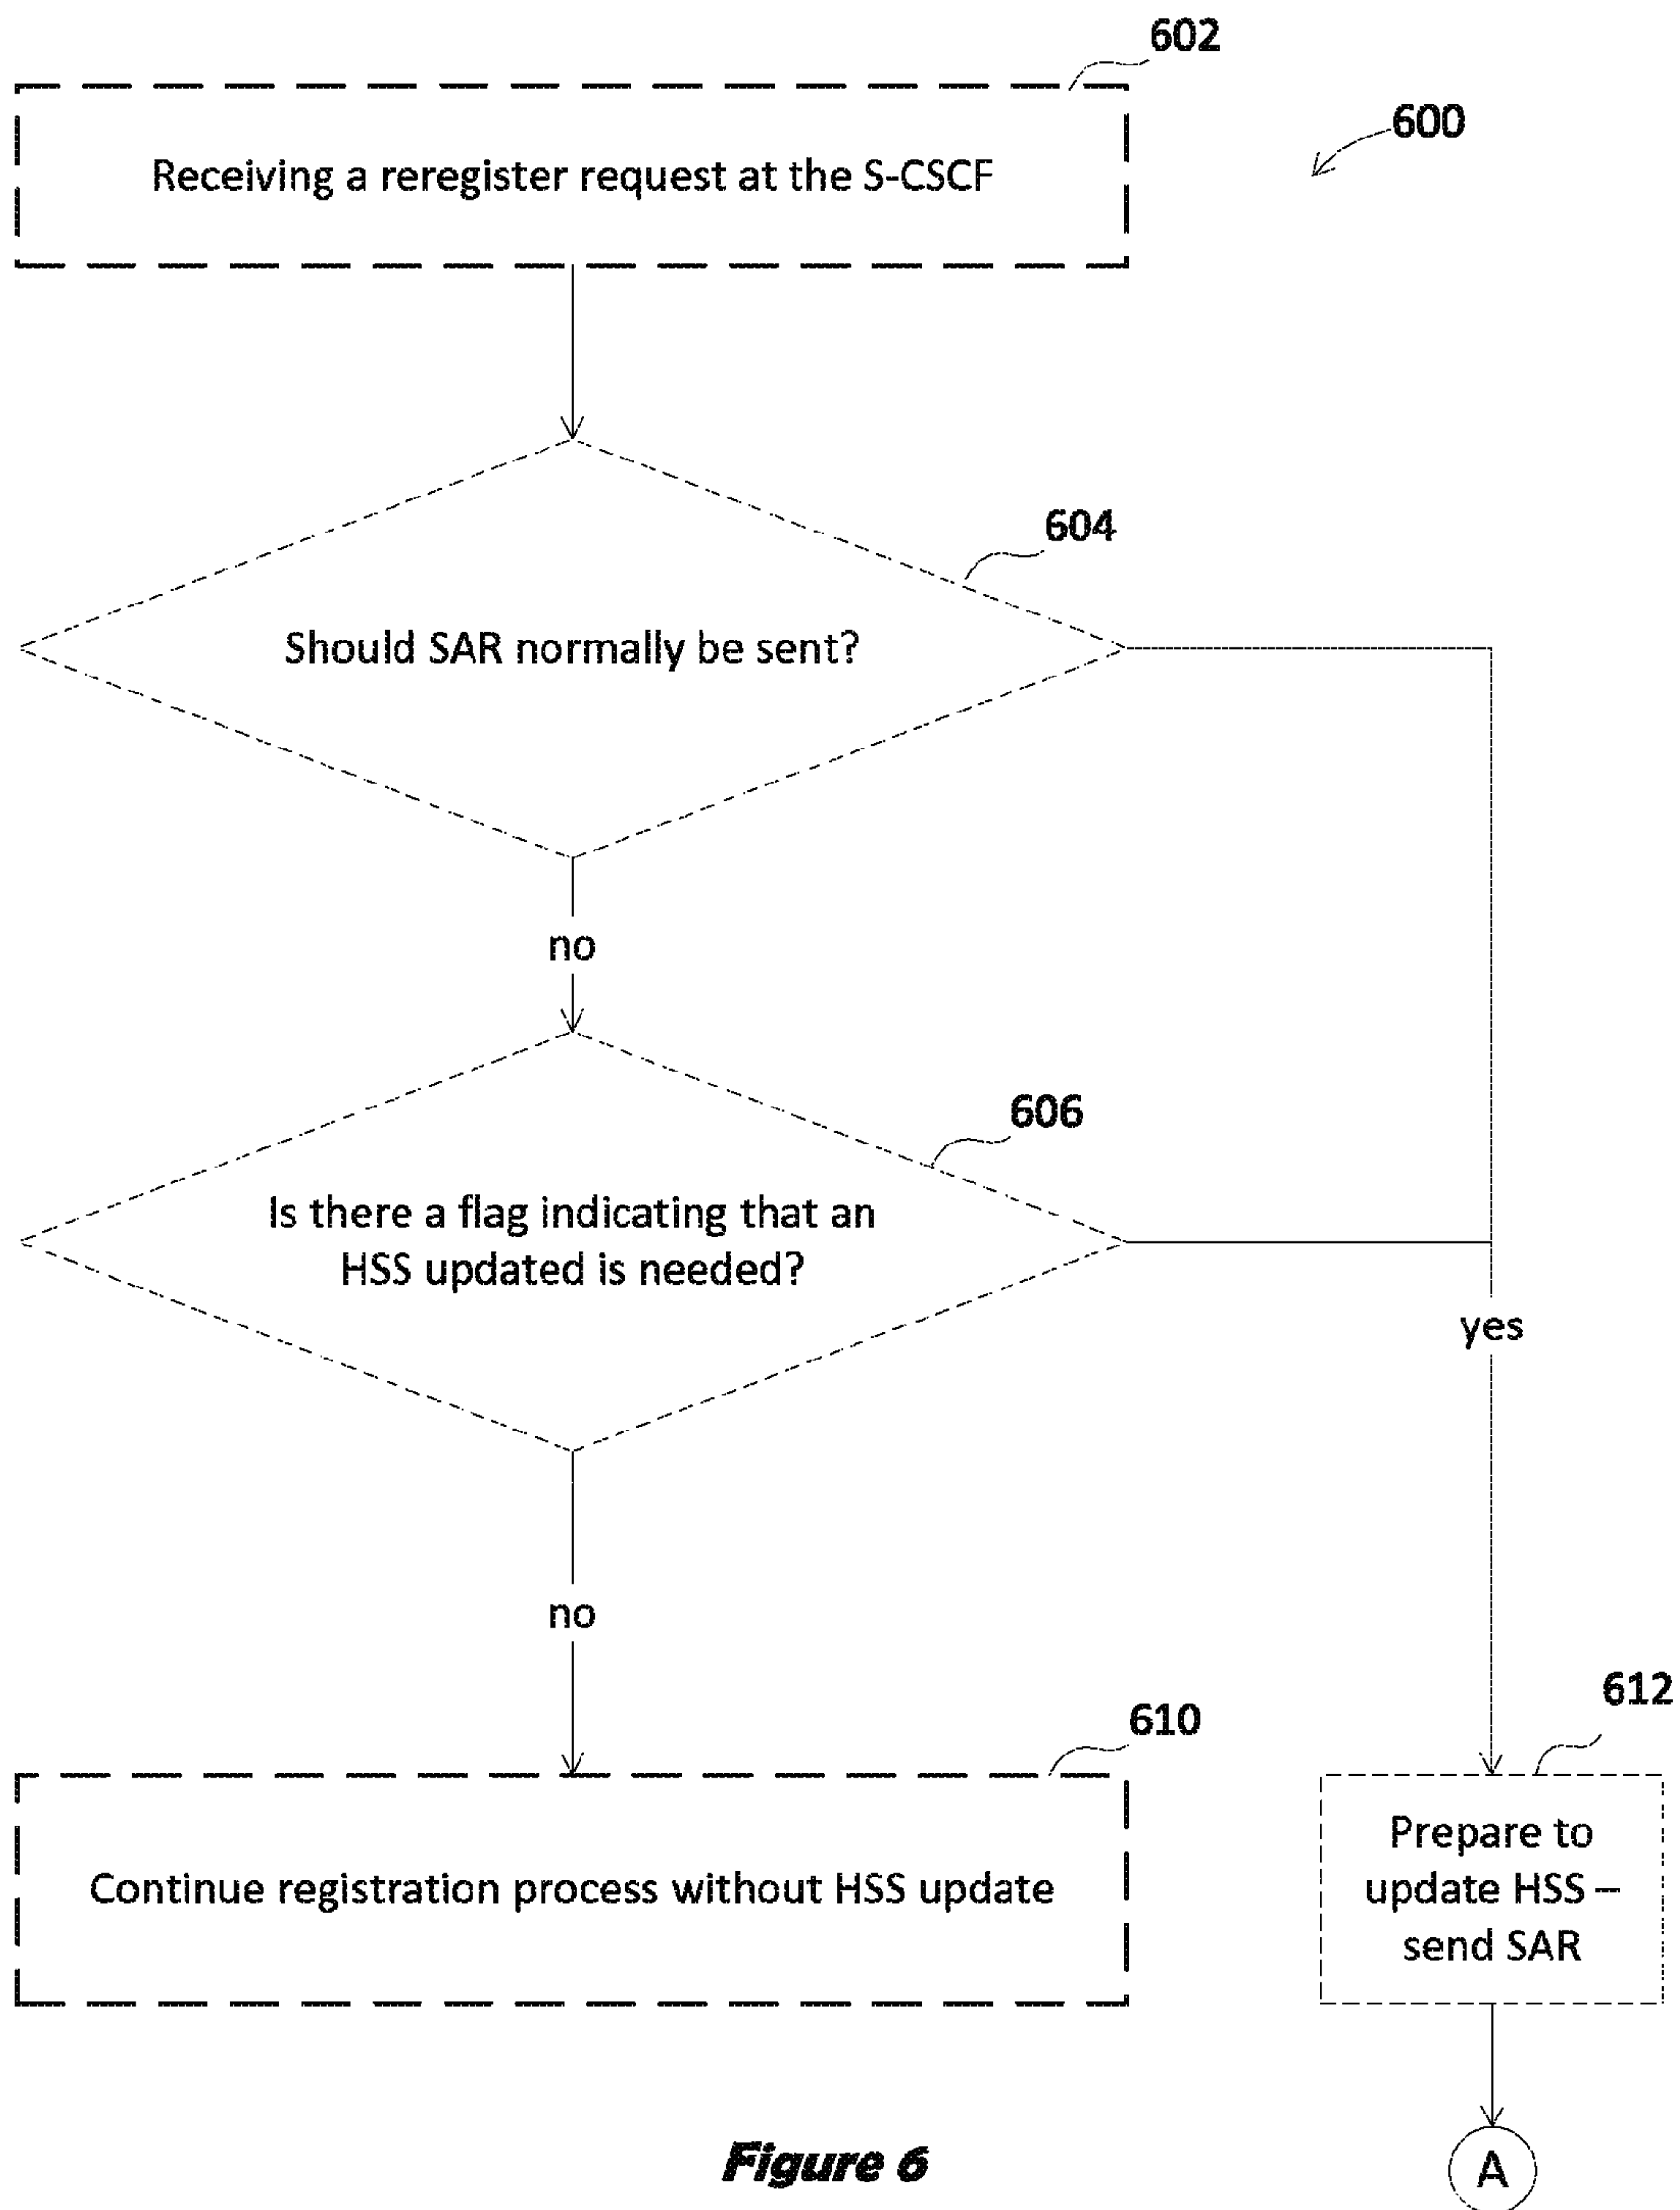 602
600
Receiving a reregister request at the S-CSCF
604
Should SAR normally be sent?
no
606
Is there a flag indicating that an
HSS updated is needed?
yes
no
612
610
Prepare to
update HSS –
send SAR
Continue registration process without HSS update
Figure 6
A